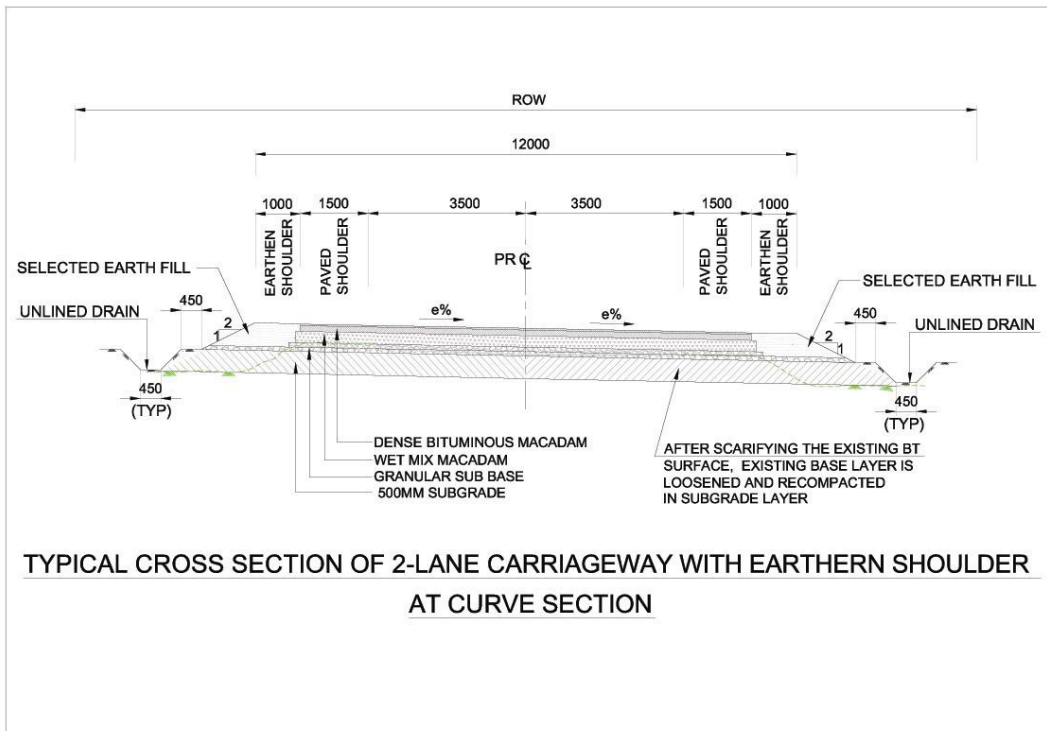 ROW
12000
1000
1500
3500
3500
1500
1000
EARTHEN
SHOULDER
PAVED
SHOULDER
PR CL
PAVED
SHOULDER
EARTHEN
SHOULDER
SELECTED EARTH FILL
SELECTED EARTH FILL
450
450
UNLINED DRAIN
UNLINED DRAIN
2
1
e%
e%
2
1
450
(TYP)
450
(TYP)
DENSE BITUMINOUS MACADAM
WET MIX MACADAM
GRANULAR SUB BASE
500MM SUBGRADE
AFTER SCARIFYING THE EXISTING BT
SURFACE, EXISTING BASE LAYER IS
LOOSENED AND RECOMPACTED
IN SUBGRADE LAYER
TYPICAL CROSS SECTION OF 2-LANE CARRIAGEWAY WITH EARTHERN SHOULDER
AT CURVE SECTION